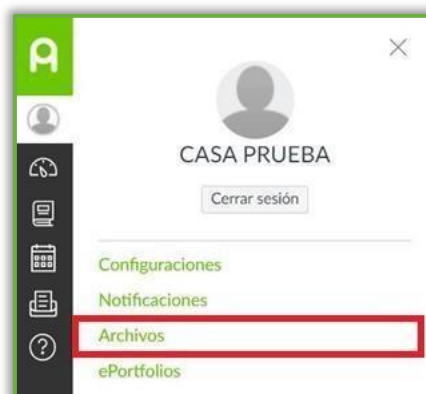 CASA PRUEBA
Cerrar sesión
Configuraciones
Notificaciones
Archivos
ePortfolios